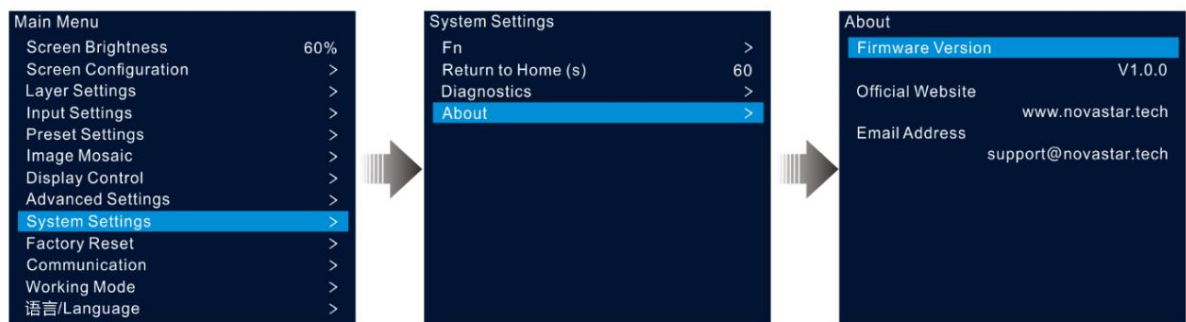 Main Menu
Screen Brightness 60%
Screen Configuration >
Layer Settings >
Input Settings >
Preset Settings >
Image Mosaic >
Display Control >
Advanced Settings >
System Settings >
Factory Reset >
Communication >
Working Mode >
语言/Language >
System Settings
Fn >
Return to Home (s) 60
Diagnostics >
About >
About
Firmware Version
V1.0.0
Official Website
www.novastar.tech
Email Address
support@novastar.tech